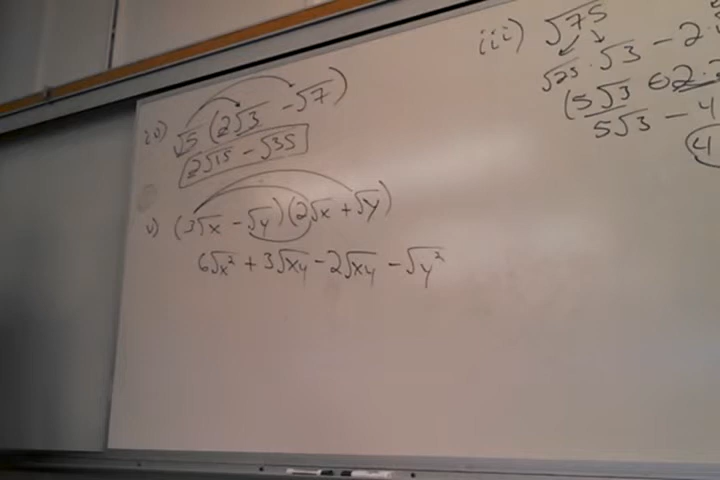 iv) √5 (2√3 - √7)
2√15 - √35
v) (3√x - √y)(2√x + √y)
6√x² + 3√xy - 2√xy - √y²
iii) √75
√25 · √3 - 2
(5√3
5√3 - 4
4